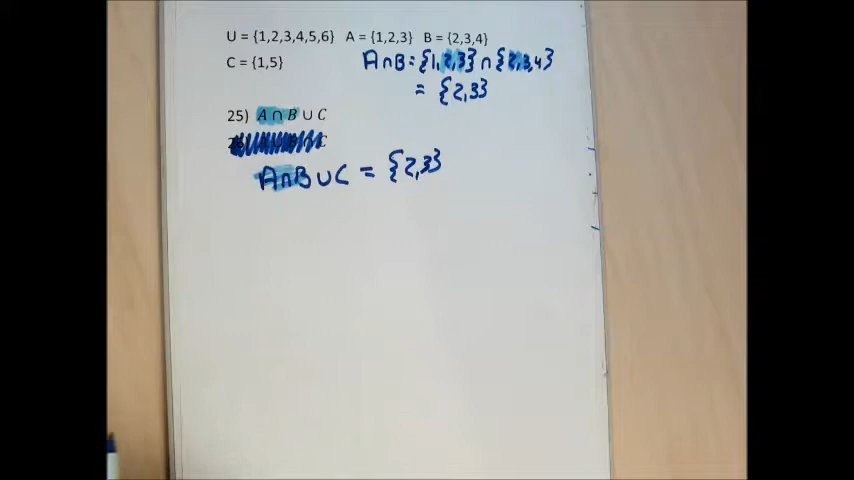 U = {1,2,3,4,5,6} A = {1,2,3} B = {2,3,4}
C = {1,5}
A∩B = {1,2,3} ∩ {2,3,4}
= {2,3}
25) A ∩ B ∪ C
A∩B ∪ C = {2,3}